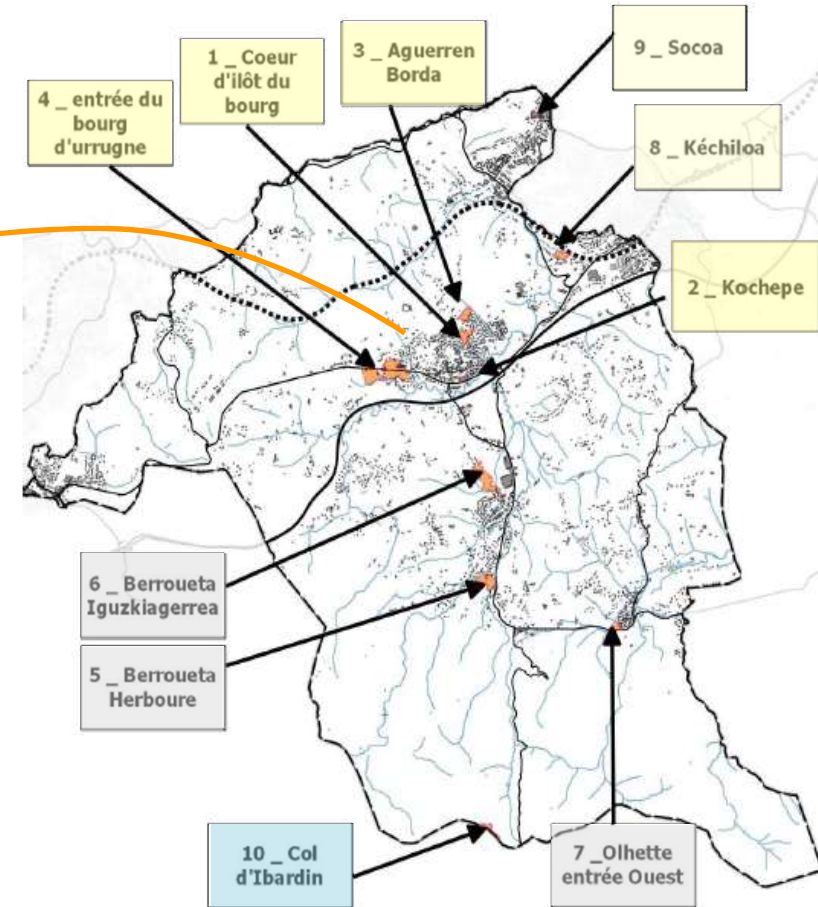 1 _ Coeur
d'ilôt du
bourg
3 _ Aguerren
Borda
9 _ Socoa
4 _ entrée du
bourg
d'urrugne
8 _ Kéchiloa
2 _ Kochepe
6 _ Berroueta
Iguzkiagerrea
5 _ Berroueta
Herboure
10 _ Col
d'Ibardin
7 _Olhette
entrée Ouest